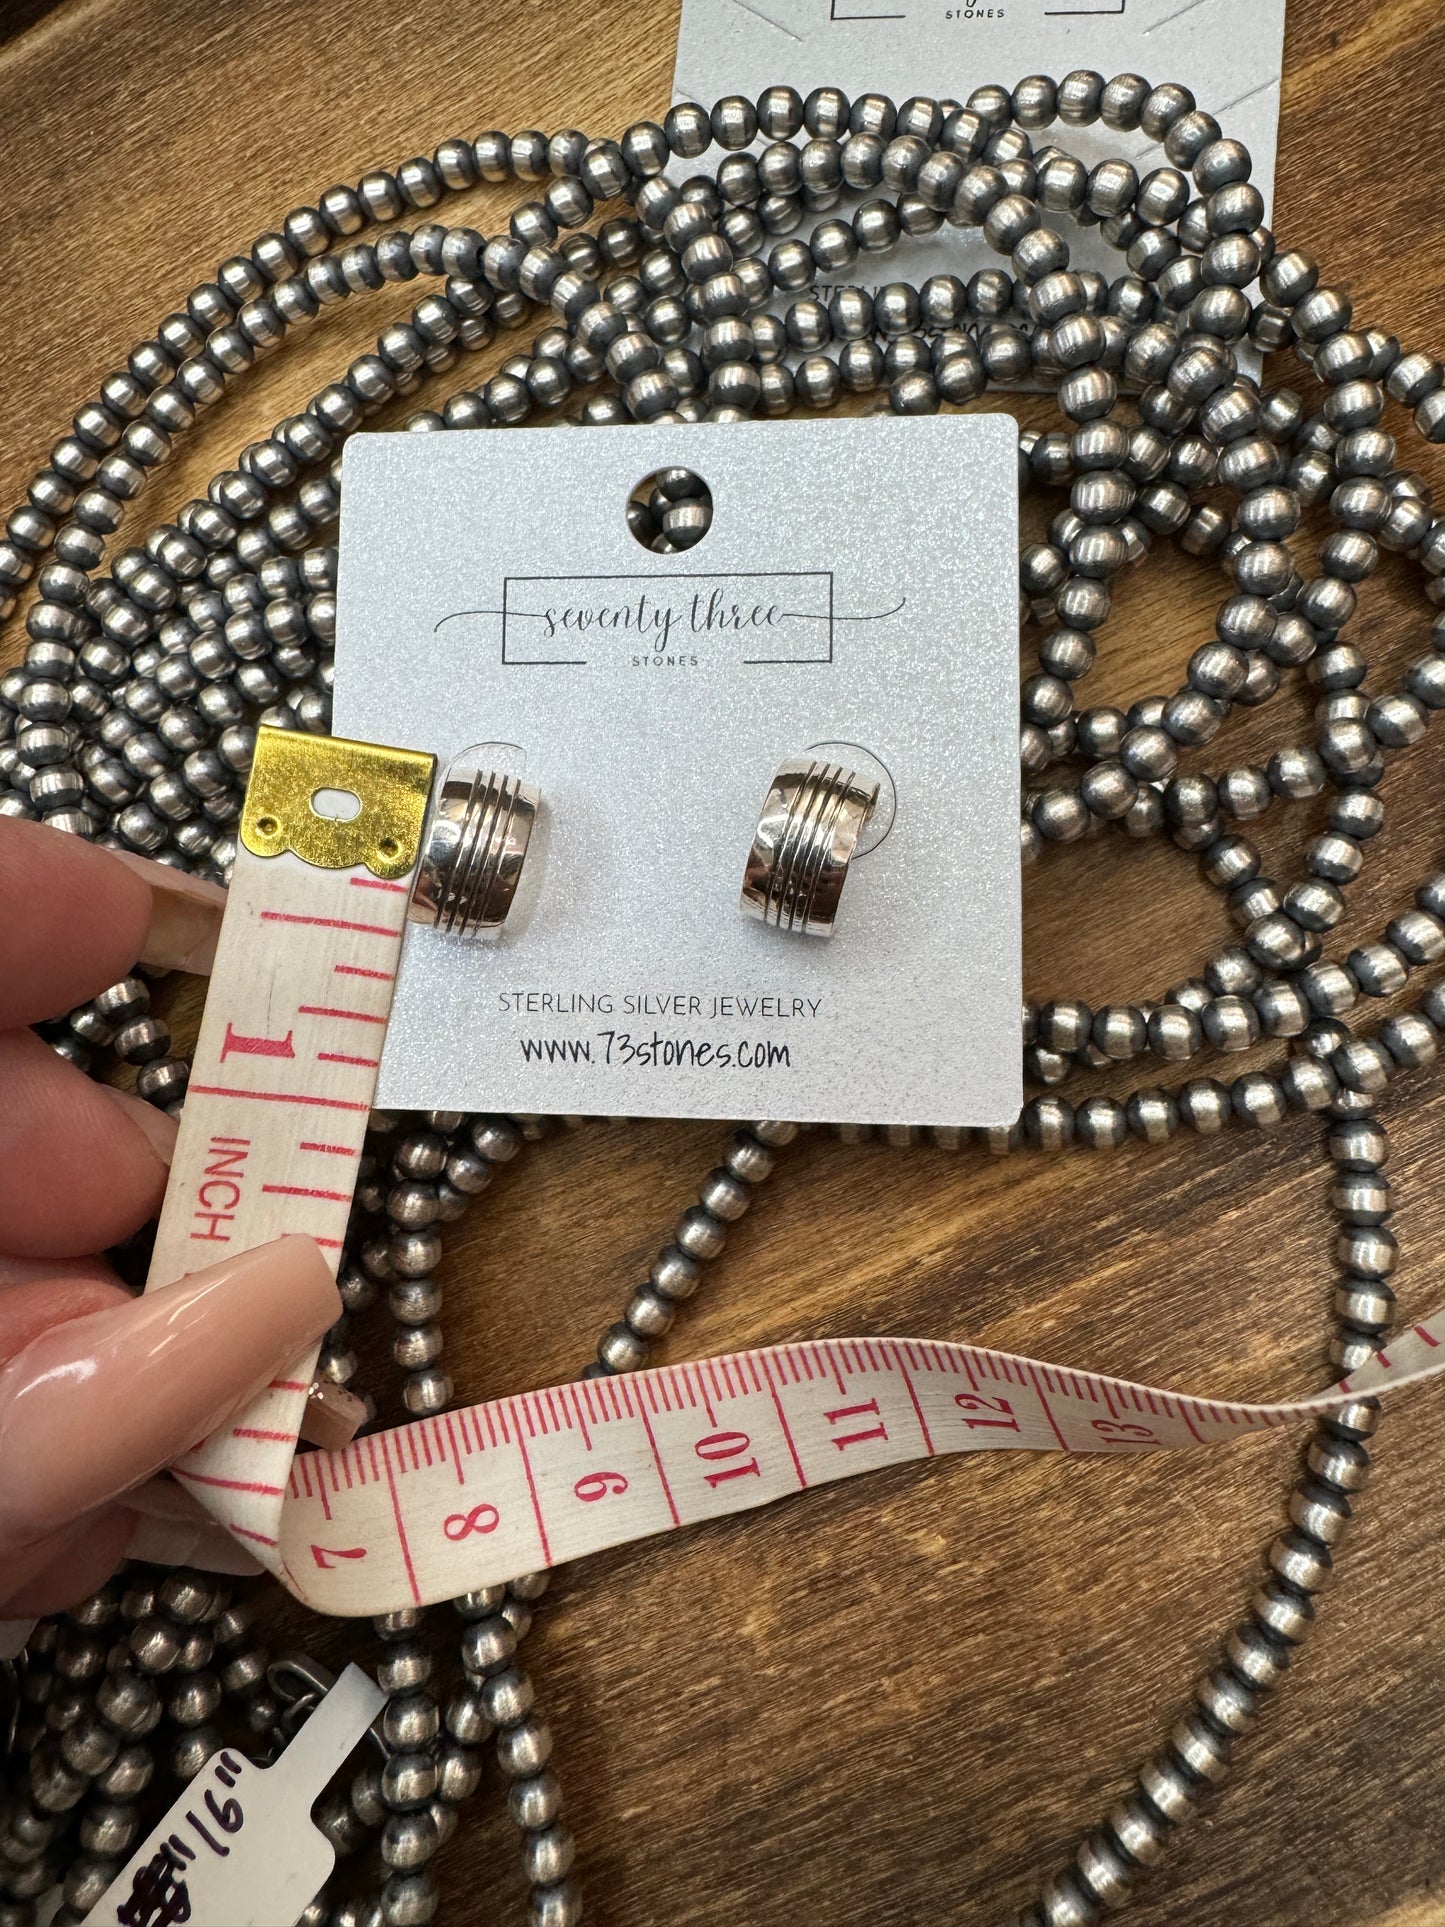 STONES
seventy three
STONES
STERLING SILVER JEWELRY
www.73stones.com
1
INCH
7 8 9 10 11 12 13
16"